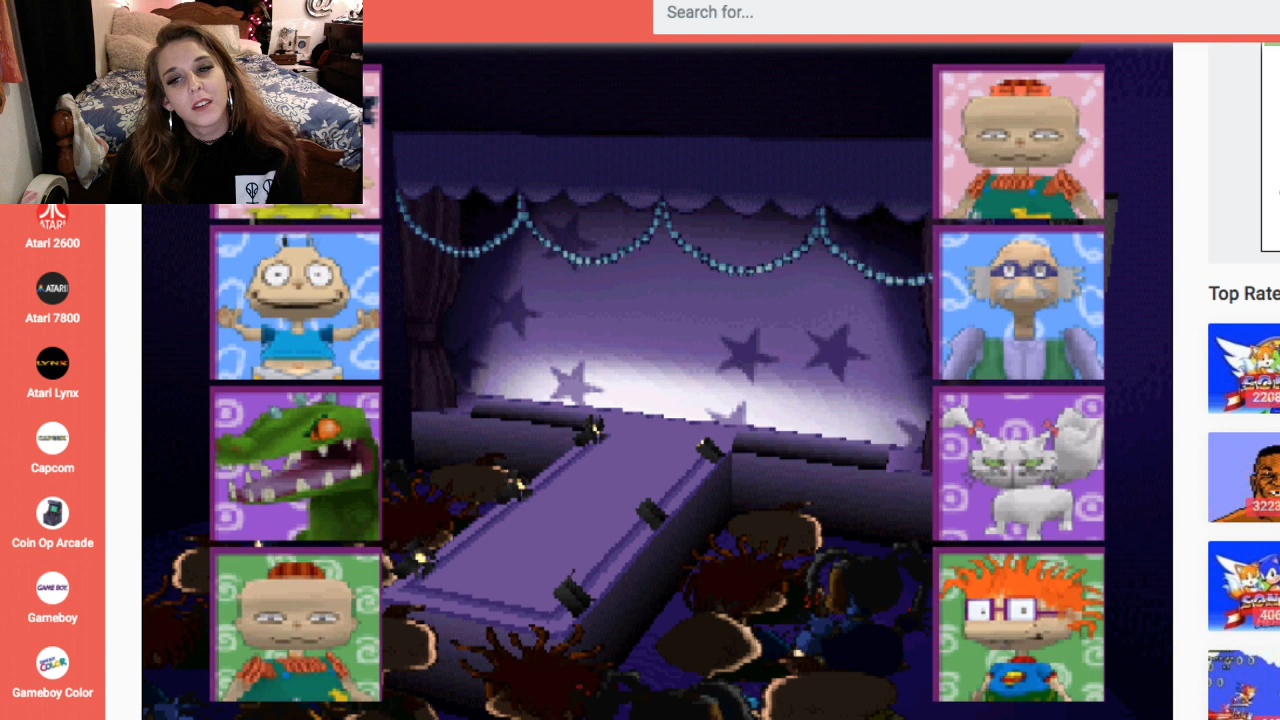 Search for...
ATARI
Atari 2600
ATARI
Atari 7800
LYNX
Atari Lynx
CAPCOM
Capcom
Coin Op Arcade
GAME BOY
Gameboy
COLOR
Gameboy Color
Top Rate
2208
3223
406